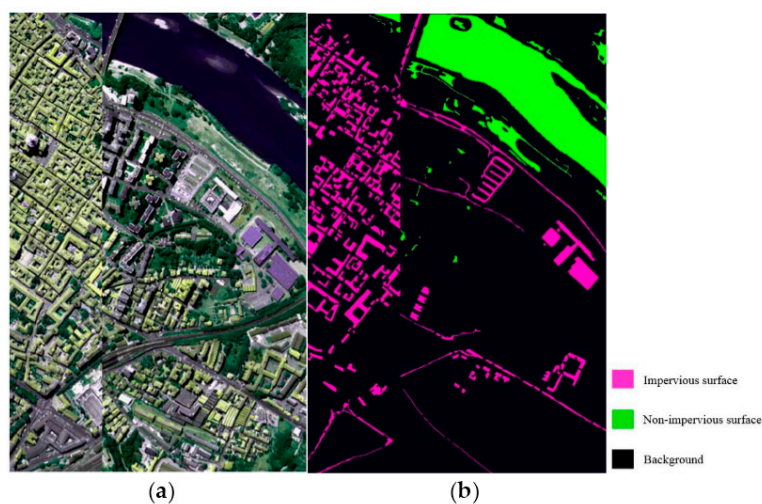 Impervious surface
Non-impervious surface
Background
(a)
(b)